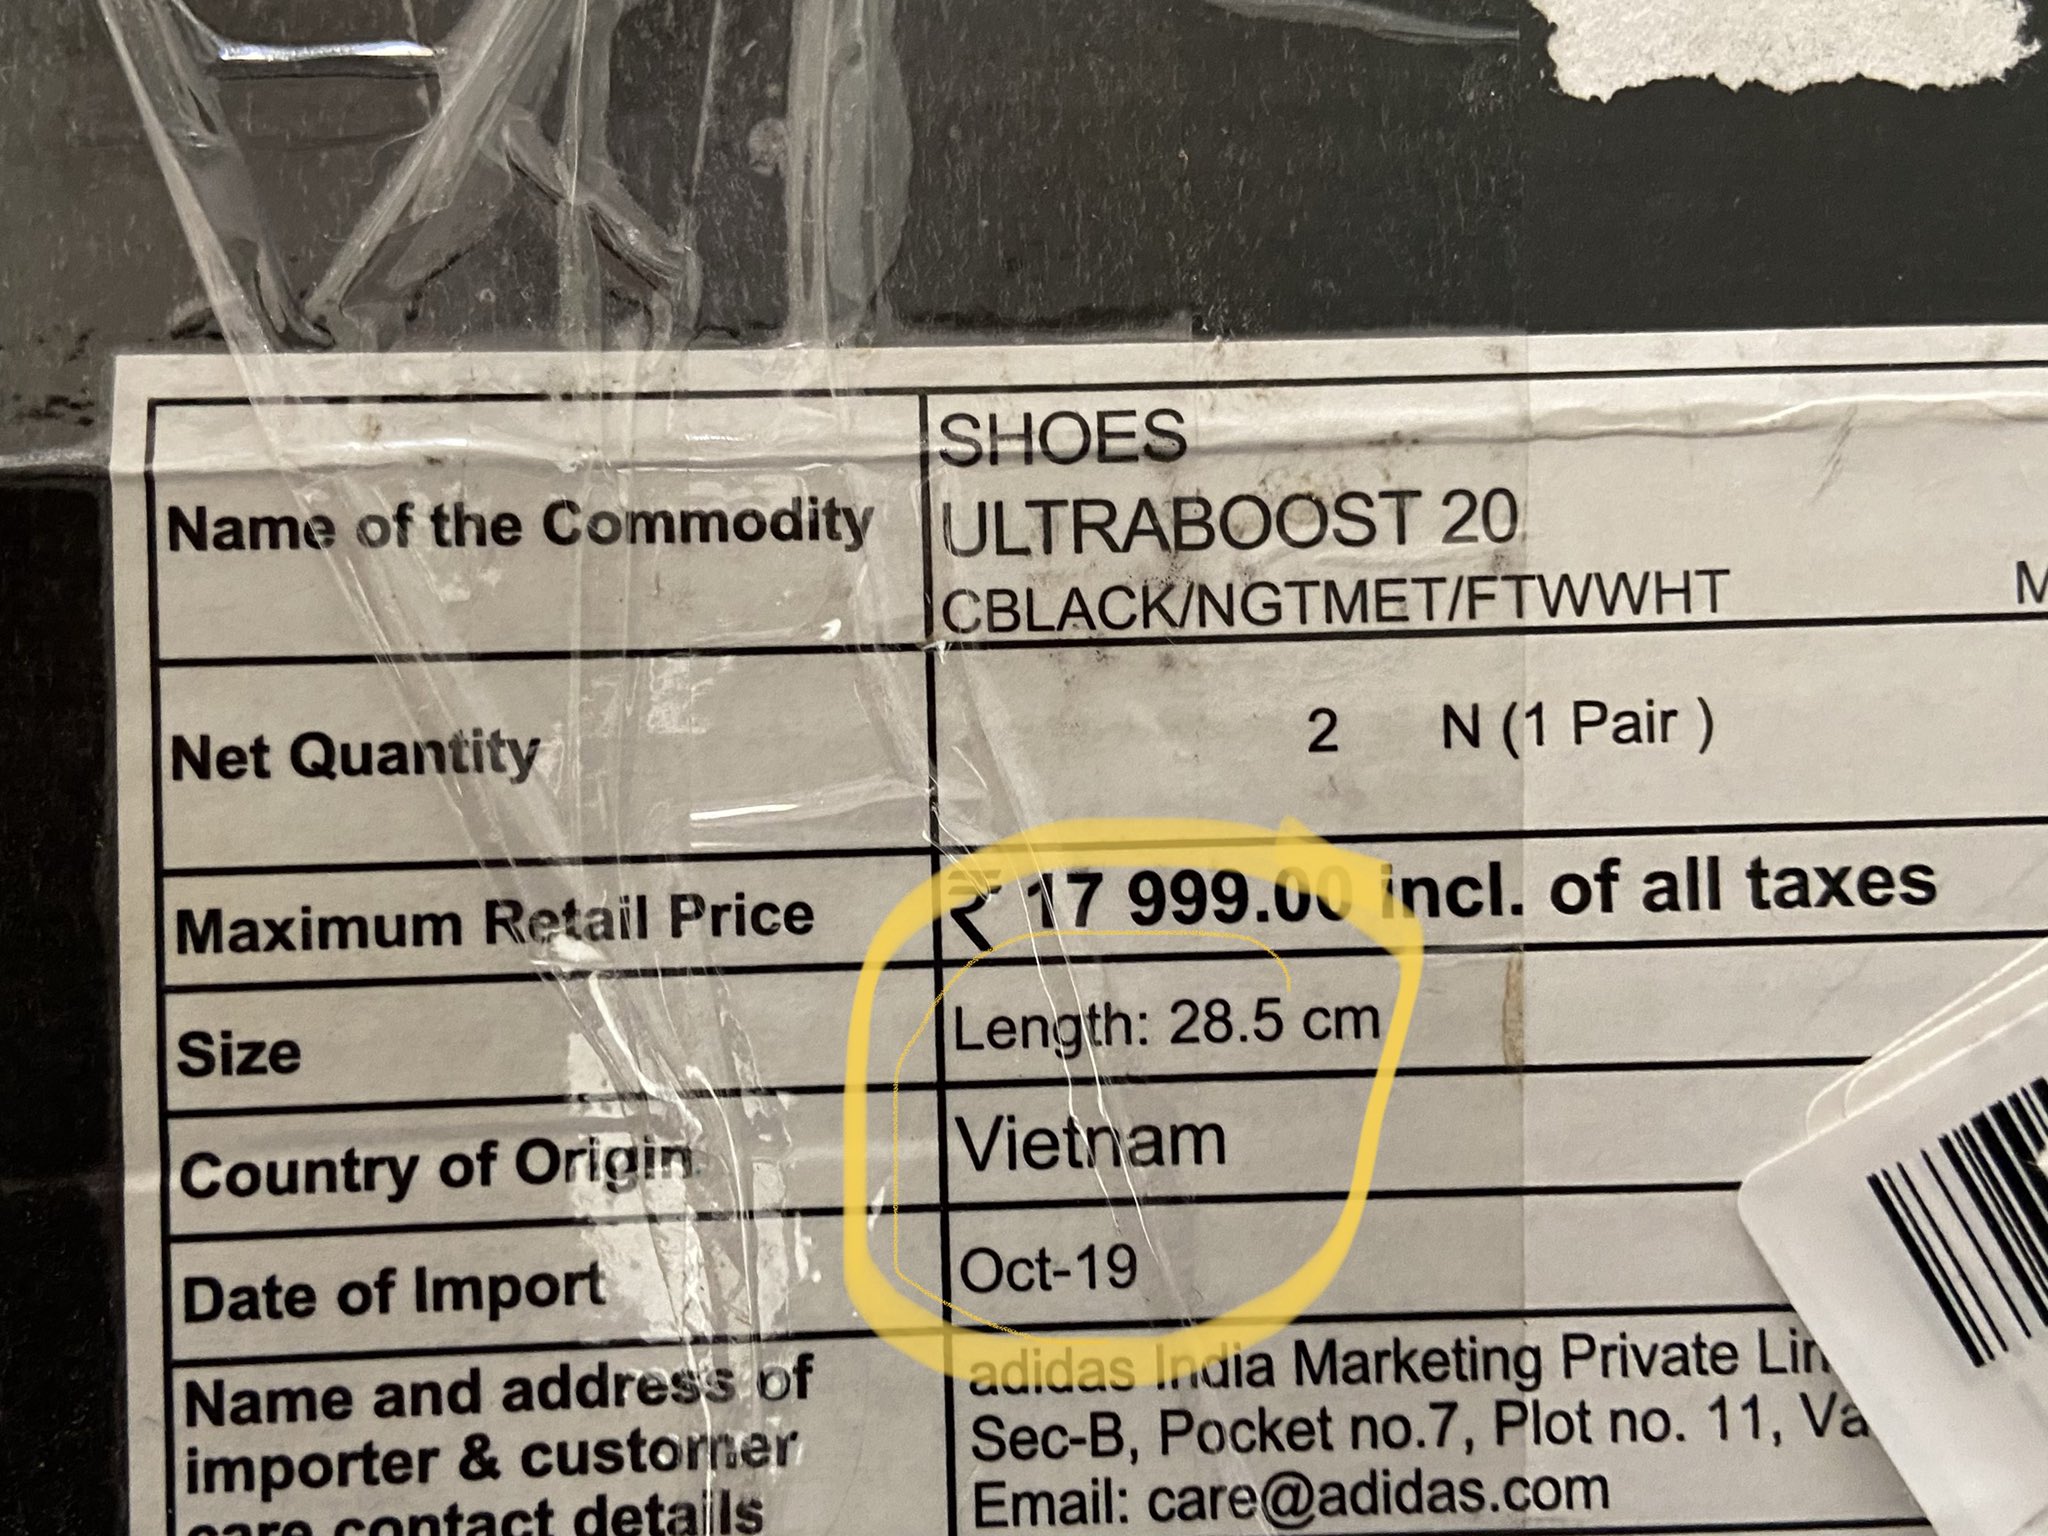 SHOES
Name of the Commodity ULTRABOOST 20
CBLACK/NGTMET/FTWWHT M
Net Quantity 2 N (1 Pair )
Maximum Retail Price ₹ 17 999.00 incl. of all taxes
Size Length: 28.5 cm
Country of Origin Vietnam
Date of Import Oct-19
Name and address of
importer & customer
care contact details
adidas India Marketing Private
Sec-B, Pocket no.7, Plot no. 11,
Email: care@adidas.com